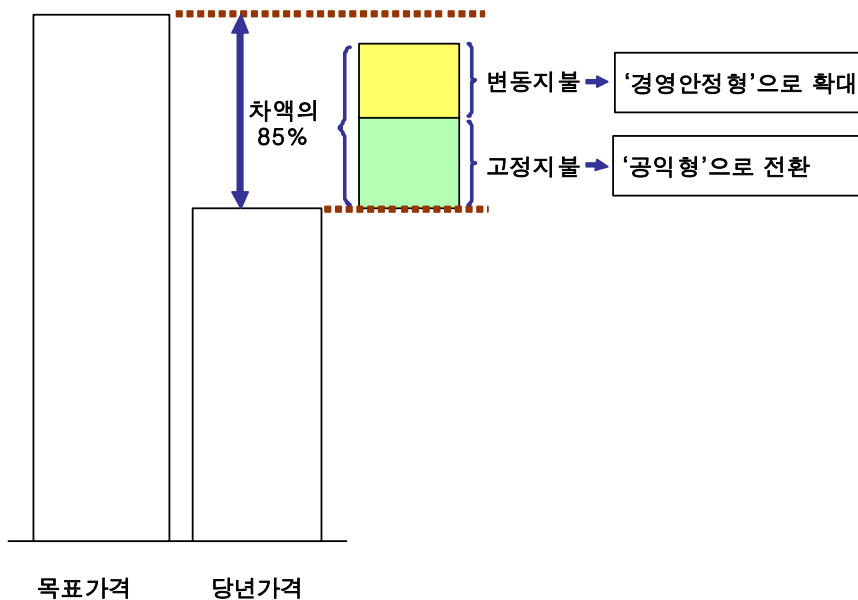 차액의
85%
변동지불
‘경영안정형’으로 확대
고정지불
‘공익형’으로 전환
목표가격
당년가격